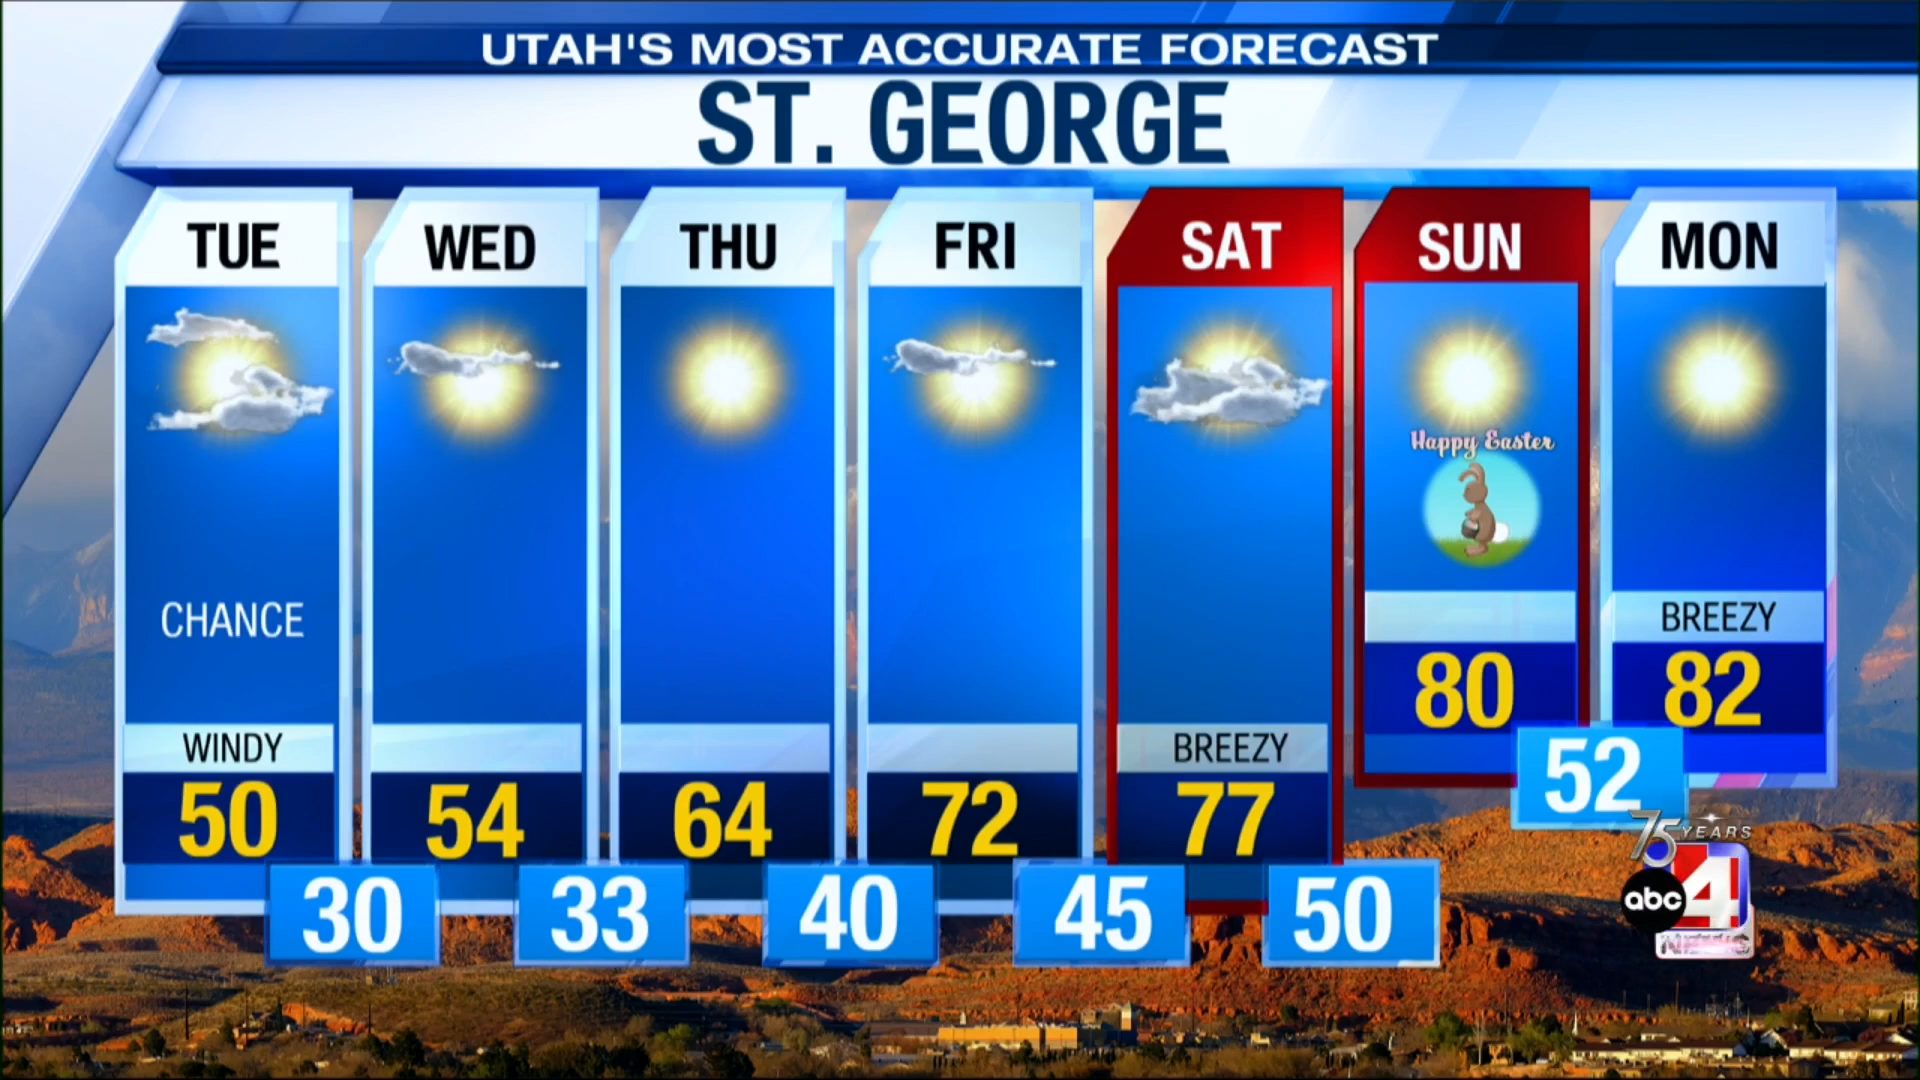 UTAH'S MOST ACCURATE FORECAST
ST. GEORGE
TUE WED THU FRI SAT SUN MON
Happy Easter
CHANCE
BREEZY
80 82
WINDY BREEZY
52
50 54 64 72 77
75 YEARS
30 33 40 45 50
abc 4
NEWS